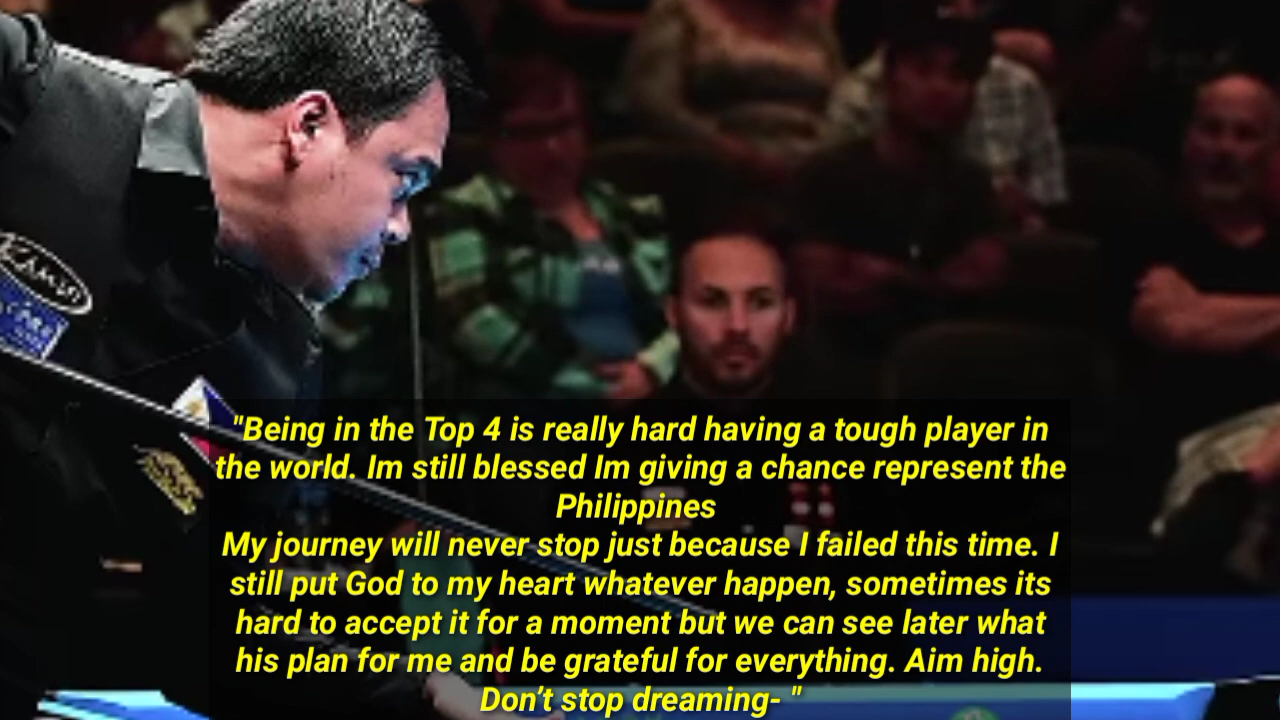 KAMUI
"Being in the Top 4 is really hard having a tough player in
the world. Im still blessed Im giving a chance represent the
Philippines
My journey will never stop just because I failed this time. I
still put God to my heart whatever happen, sometimes its
hard to accept it for a moment but we can see later what
his plan for me and be grateful for everything. Aim high.
Don’t stop dreaming- "